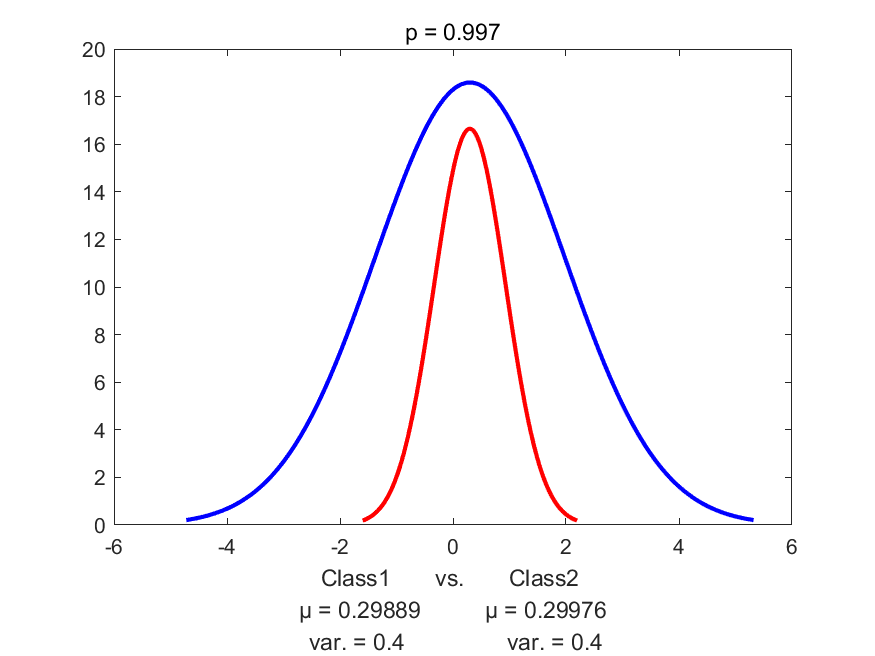 p = 0.997
20
18
16
14
12
10
8
6
4
2
0
-6 -4 -2 0 2 4 6
Class1 vs. Class2
μ = 0.29889 μ = 0.29976
var. = 0.4 var. = 0.4